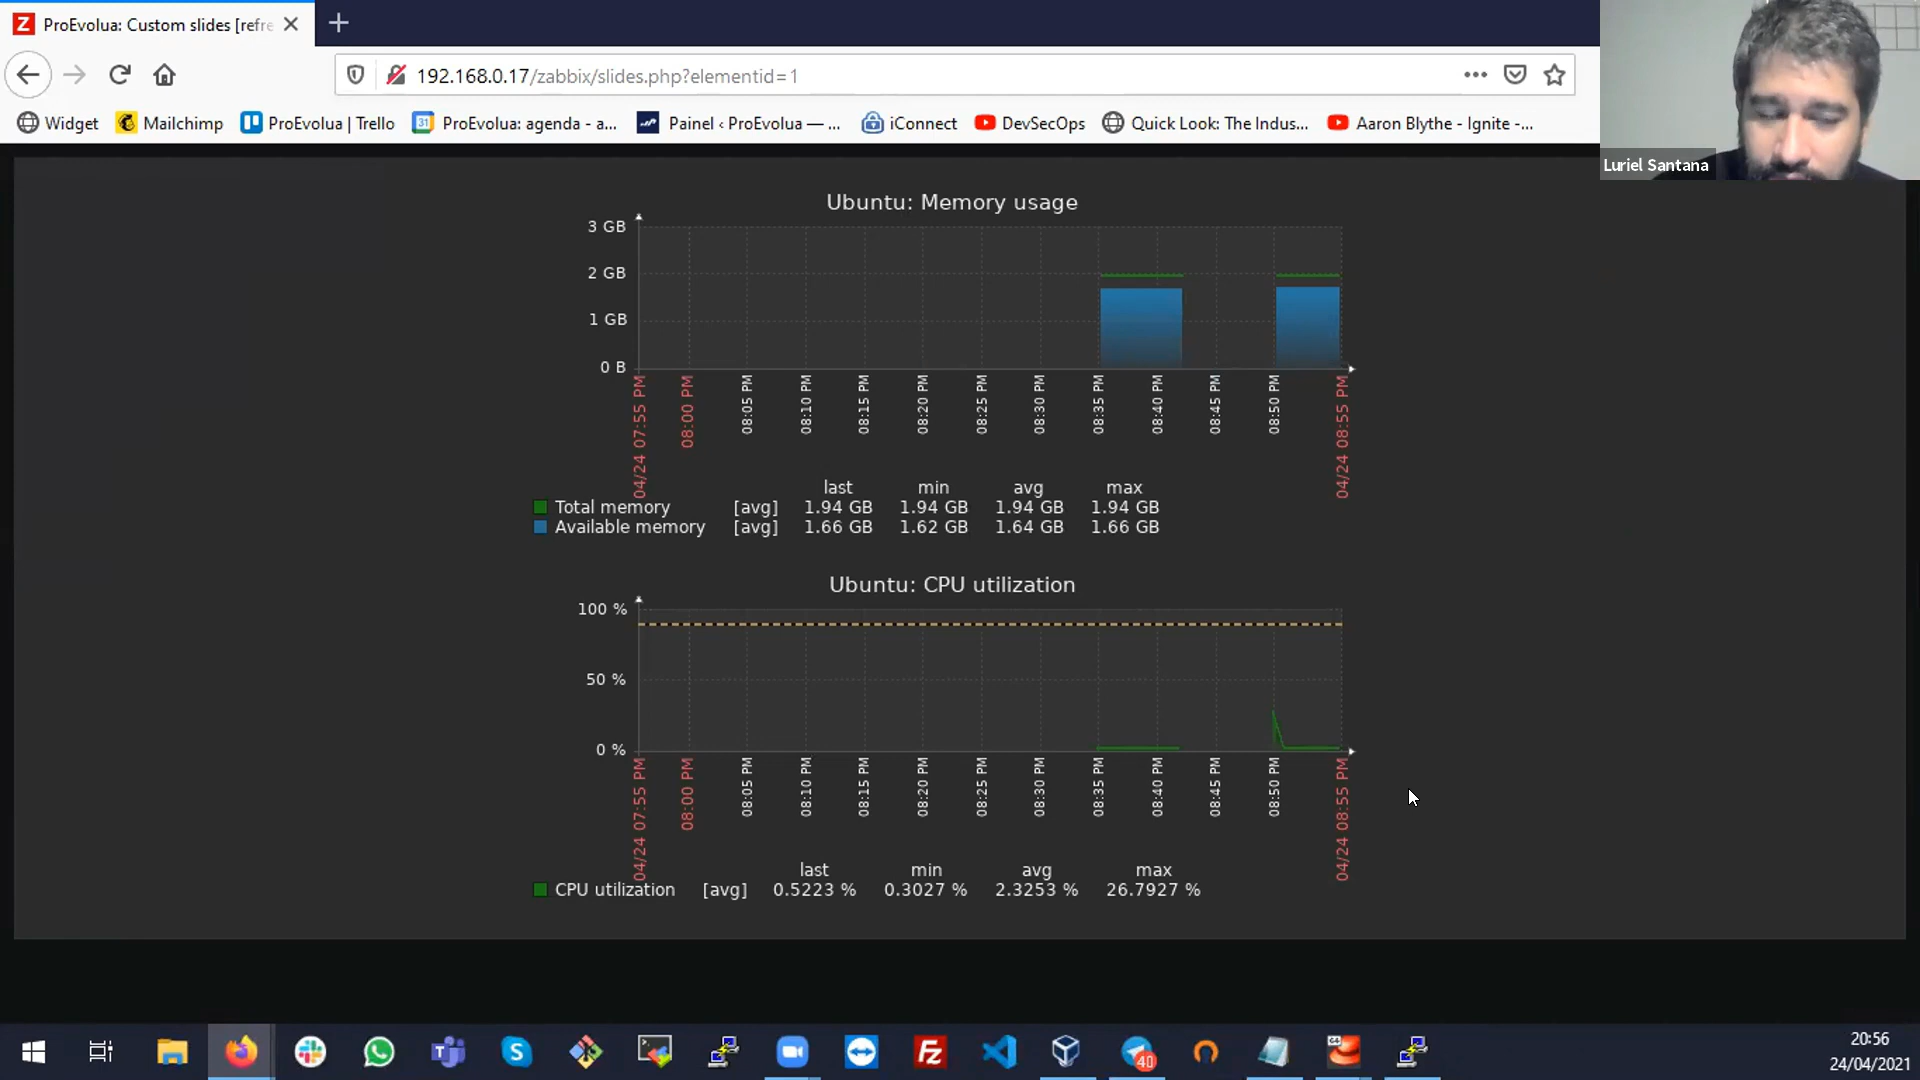 ProEvolua: Custom slides [refre
192.168.0.17/zabbix/slides.php?elementid=1
Widget
Mailchimp
ProEvolua | Trello
31
ProEvolua: agenda - a...
Painel ‹ ProEvolua — ...
iConnect
DevSecOps
Quick Look: The Indus...
Aaron Blythe - Ignite -...
Luriel Santana
Ubuntu: Memory usage
3 GB
2 GB
1 GB
0 B
04/24 07:55 PM
08:00 PM
08:05 PM
08:10 PM
08:15 PM
08:20 PM
08:25 PM
08:30 PM
08:35 PM
08:40 PM
08:45 PM
08:50 PM
04/24 08:55 PM
last min avg max
Total memory [avg] 1.94 GB 1.94 GB 1.94 GB 1.94 GB
Available memory [avg] 1.66 GB 1.62 GB 1.64 GB 1.66 GB
Ubuntu: CPU utilization
100 %
50 %
0 %
04/24 07:55 PM
08:00 PM
08:05 PM
08:10 PM
08:15 PM
08:20 PM
08:25 PM
08:30 PM
08:35 PM
08:40 PM
08:45 PM
08:50 PM
04/24 08:55 PM
last min avg max
CPU utilization [avg] 0.5223 % 0.3027 % 2.3253 % 26.7927 %
40
20:56
24/04/2021